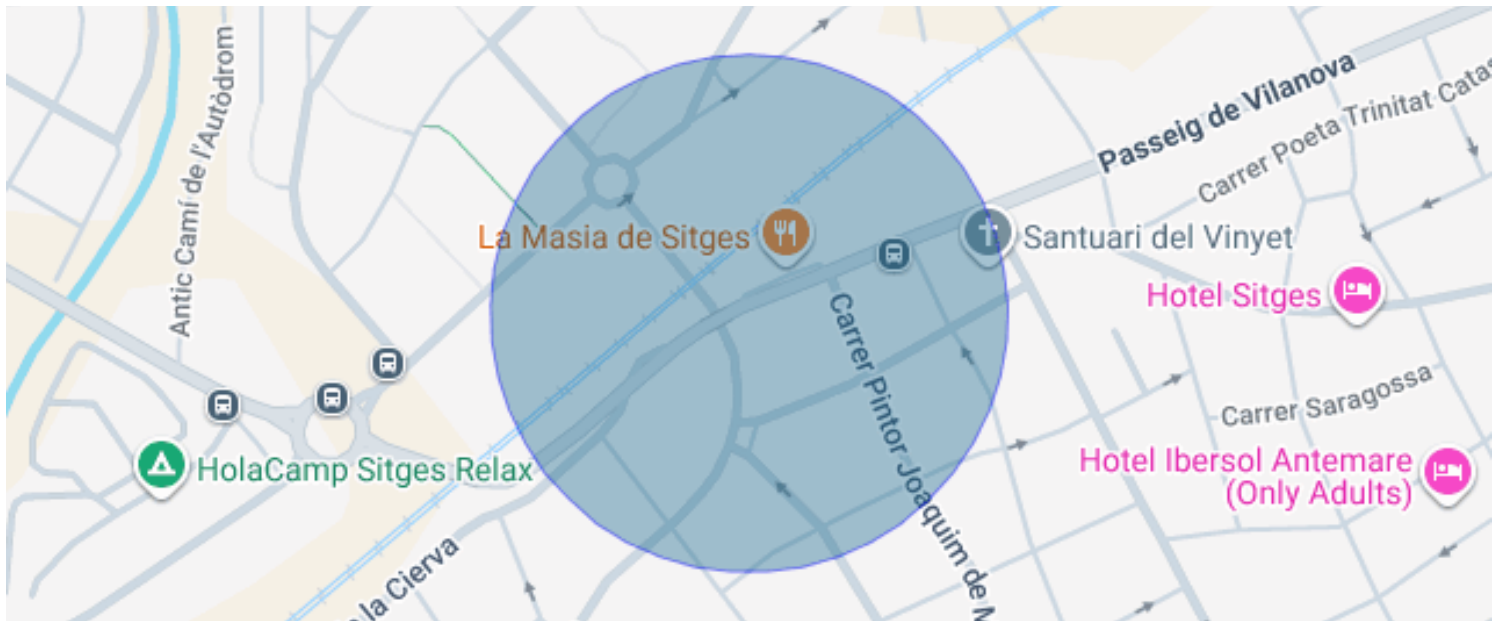 Antic Camí de l'Autòdrom
Passeig de Vilanova
Carrer Poeta Trinitat Catas
La Masia de Sitges
Santuari del Vinyet
Hotel Sitges
Carrer Pintor Joaquim de M
Carrer Saragossa
HolaCamp Sitges Relax
Hotel Ibersol Antemare
(Only Adults)
la Cierva